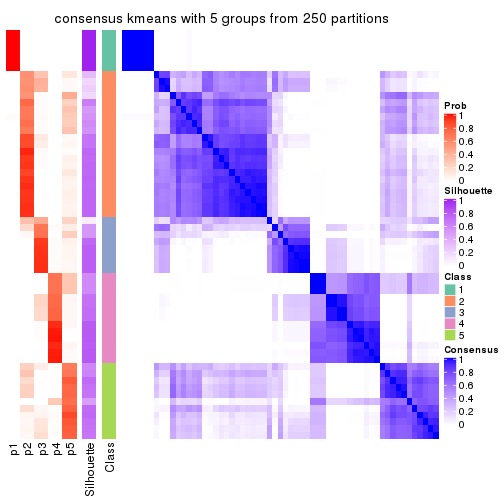 consensus kmeans with 5 groups from 250 partitions
Prob
1
0.8
0.6
0.4
0.2
0
Silhouette
1
0.8
0.6
0.4
0.2
0
Class
1
2
3
4
5
Consensus
1
0.8
0.6
0.4
0.2
0
p1
p2
p3
p4
p5
Silhouette
Class